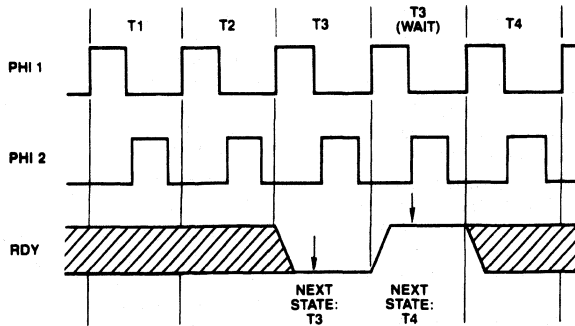 T1 T2 T3 T3 T4
(WAIT)
PHI 1
PHI 2
RDY
NEXT NEXT
STATE: STATE:
T3 T4